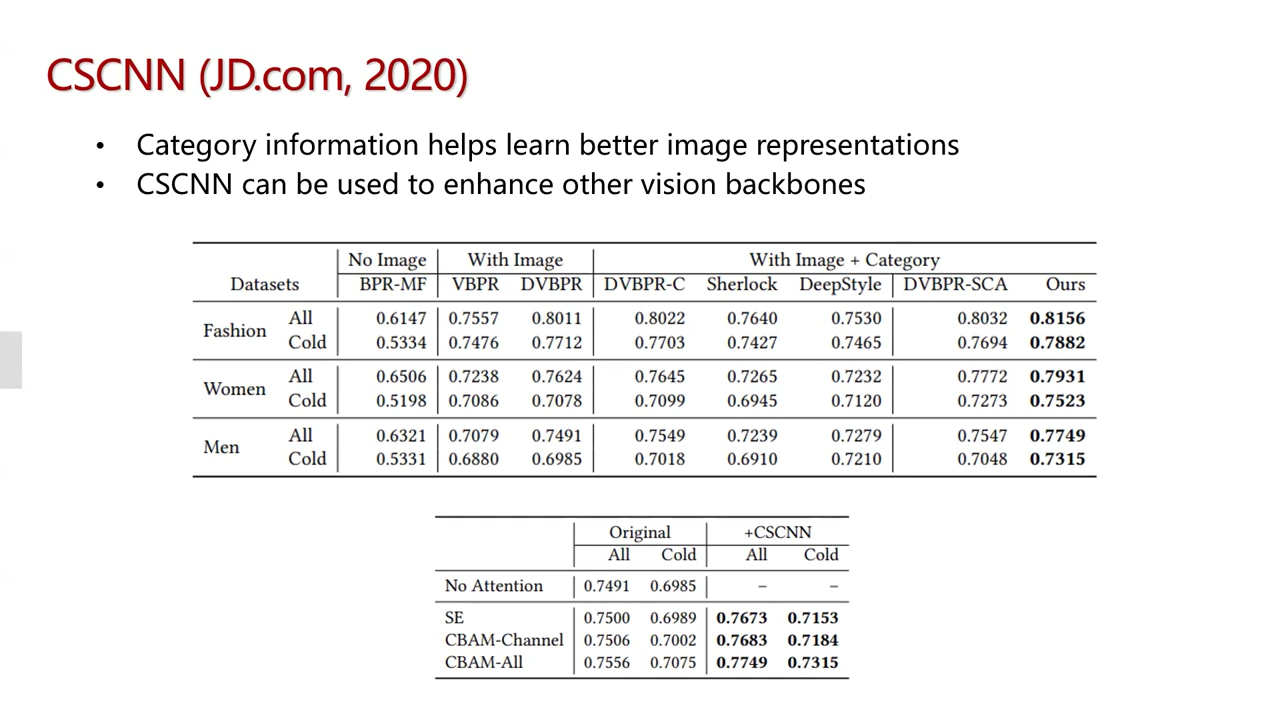 CSCNN (JD.com, 2020)
• Category information helps learn better image representations
• CSCNN can be used to enhance other vision backbones
No Image With Image With Image + Category
Datasets BPR-MF VBPR DVBPR DVBPR-C Sherlock DeepStyle DVBPR-SCA Ours
Fashion All 0.6147 0.7557 0.8011 0.8022 0.7640 0.7530 0.8032 0.8156
Cold 0.5334 0.7476 0.7712 0.7703 0.7427 0.7465 0.7694 0.7882
Women All 0.6506 0.7238 0.7624 0.7645 0.7265 0.7232 0.7772 0.7931
Cold 0.5198 0.7086 0.7078 0.7099 0.6945 0.7120 0.7273 0.7523
Men All 0.6321 0.7079 0.7491 0.7549 0.7239 0.7279 0.7547 0.7749
Cold 0.5331 0.6880 0.6985 0.7018 0.6910 0.7210 0.7048 0.7315
Original +CSCNN
All Cold All Cold
No Attention 0.7491 0.6985 – –
SE 0.7500 0.6989 0.7673 0.7153
CBAM-Channel 0.7506 0.7002 0.7683 0.7184
CBAM-All 0.7556 0.7075 0.7749 0.7315